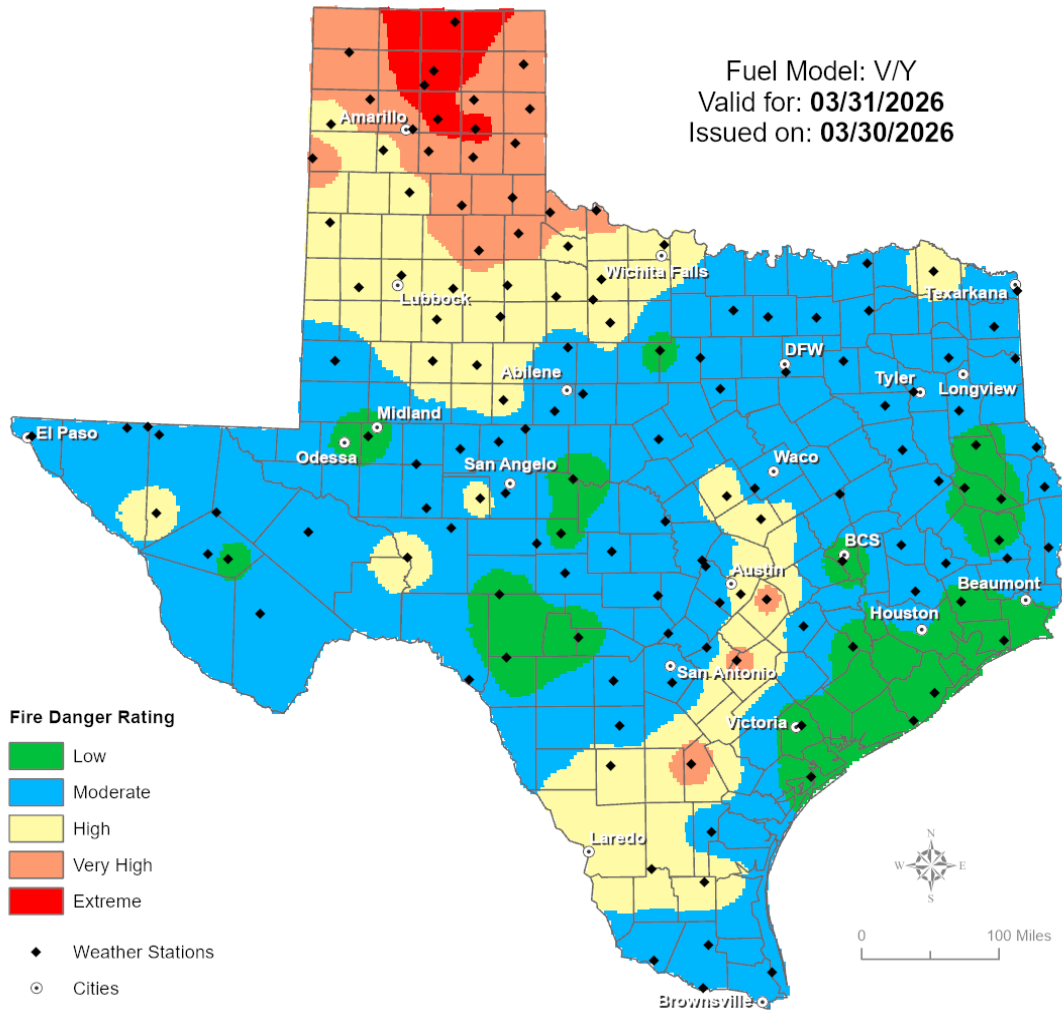 Fuel Model: V/Y
Valid for: 03/31/2026
Issued on: 03/30/2026
Amarillo
Wichita Falls
Lubbock
Texarkana
DFW
Abilene
Tyler
Longview
Midland
El Paso
Odessa
San Angelo
Waco
BCS
Austin
Beaumont
Houston
San Antonio
Victoria
Laredo
Brownsville
Fire Danger Rating
Low
Moderate
High
Very High
Extreme
Weather Stations
Cities
N
W E
S
0 100 Miles